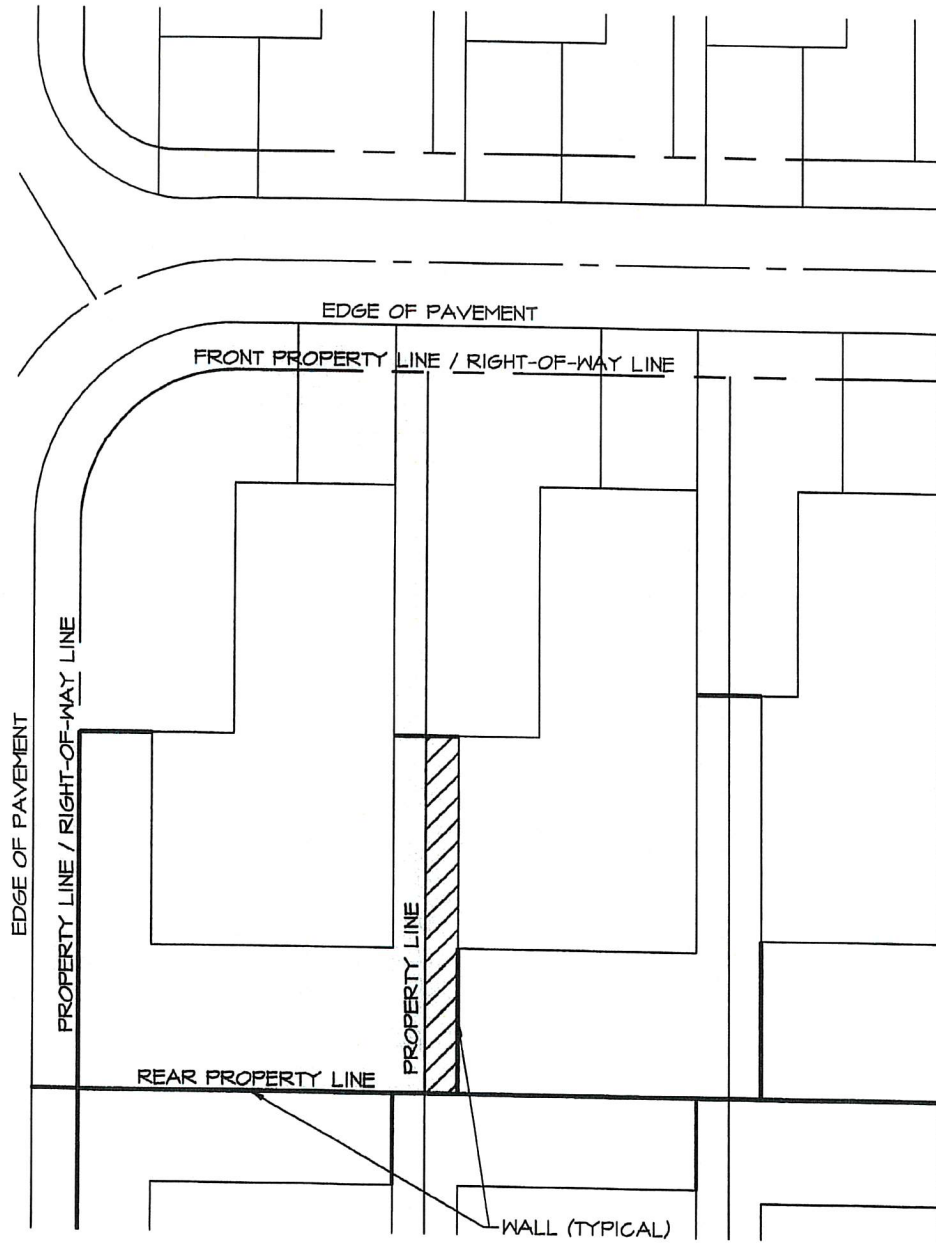 EDGE OF PAVEMENT
FRONT PROPERTY LINE / RIGHT-OF-WAY LINE
EDGE OF PAVEMENT
PROPERTY LINE / RIGHT-OF-WAY LINE
PROPERTY LINE
REAR PROPERTY LINE
WALL (TYPICAL)